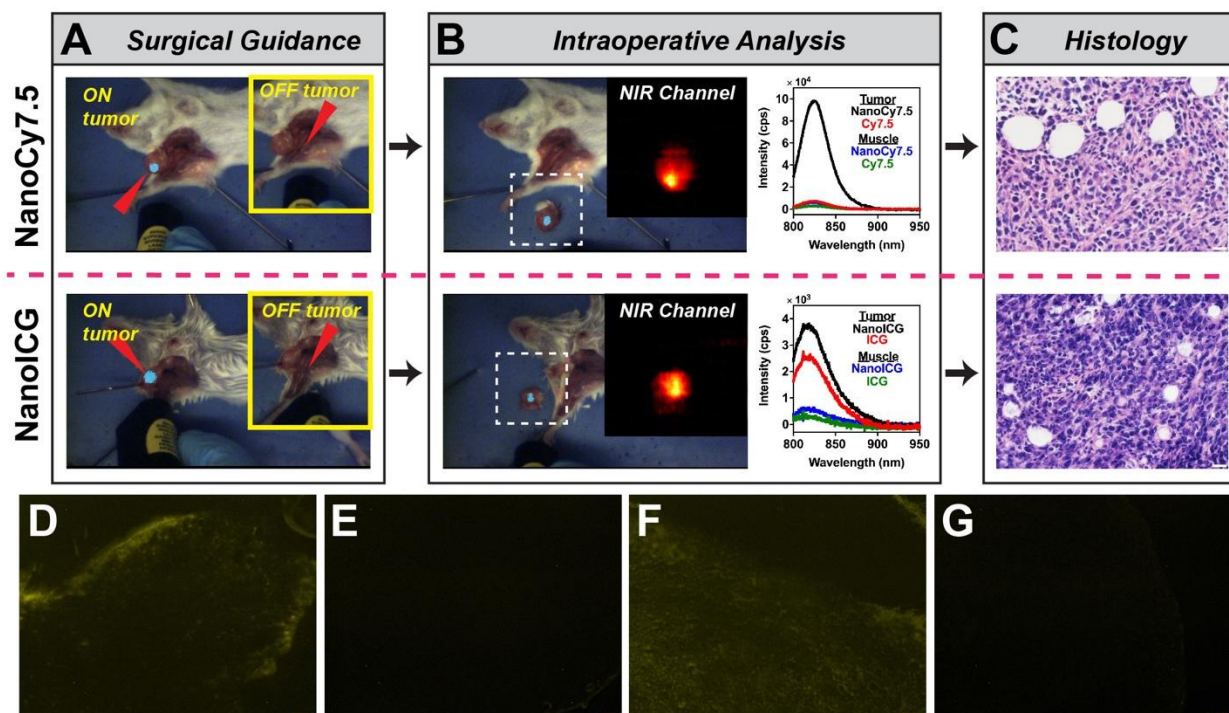 A Surgical Guidance
B Intraoperative Analysis
C Histology
NanoCy7.5
ON
tumor
OFF tumor
NIR Channel
× 10⁴
Intensity (cps)
10
8
6
4
2
0
Tumor
NanoCy7.5
Cy7.5
Muscle
NanoCy7.5
Cy7.5
800 850 900 950
Wavelength (nm)
NanoICG
ON
tumor
OFF tumor
NIR Channel
× 10³
Intensity (cps)
5
4
3
2
1
0
Tumor
NanoICG
ICG
Muscle
NanoICG
ICG
800 850 900 950
Wavelength (nm)
D
E
F
G